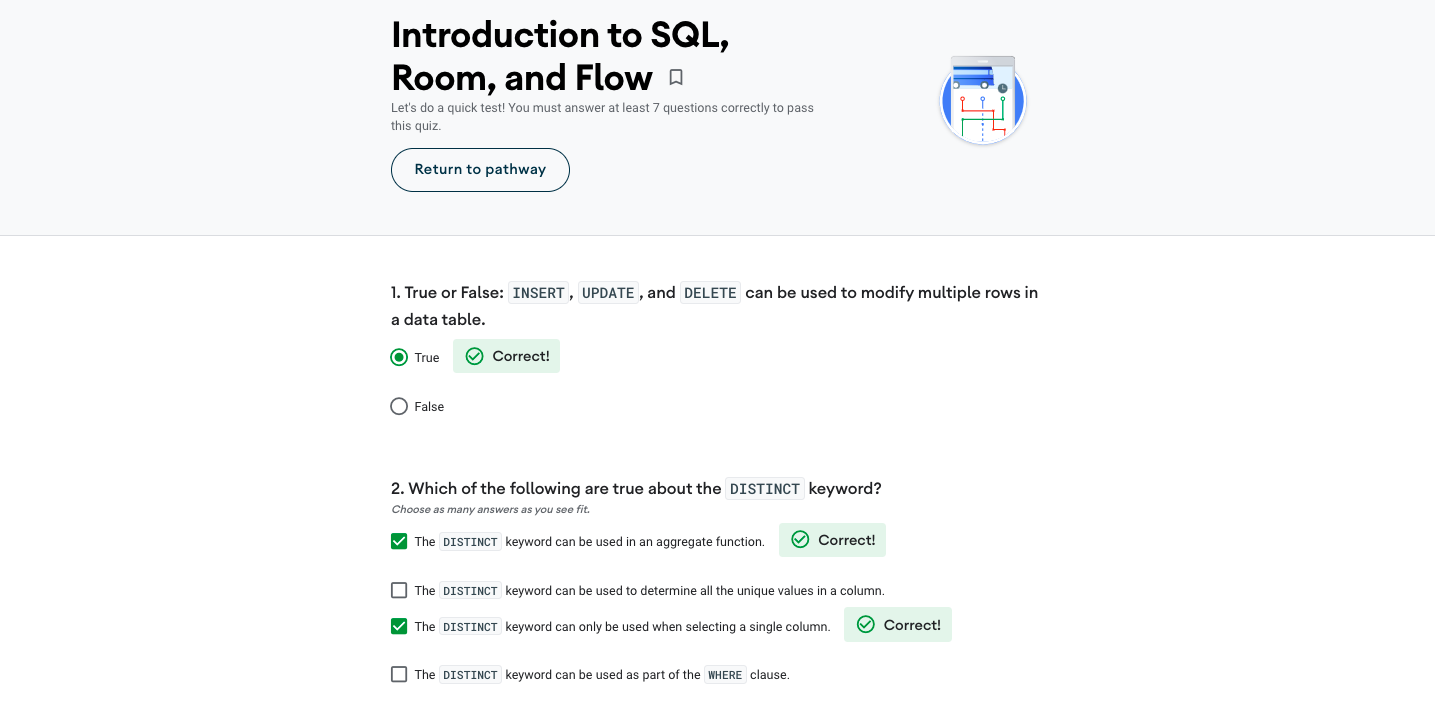 Introduction to SQL,
Room, and Flow
Let's do a quick test! You must answer at least 7 questions correctly to pass
this quiz.
Return to pathway
1. True or False: INSERT, UPDATE, and DELETE can be used to modify multiple rows in
a data table.
True Correct!
False
2. Which of the following are true about the DISTINCT keyword?
Choose as many answers as you see fit.
The DISTINCT keyword can be used in an aggregate function. Correct!
The DISTINCT keyword can be used to determine all the unique values in a column.
The DISTINCT keyword can only be used when selecting a single column. Correct!
The DISTINCT keyword can be used as part of the WHERE clause.